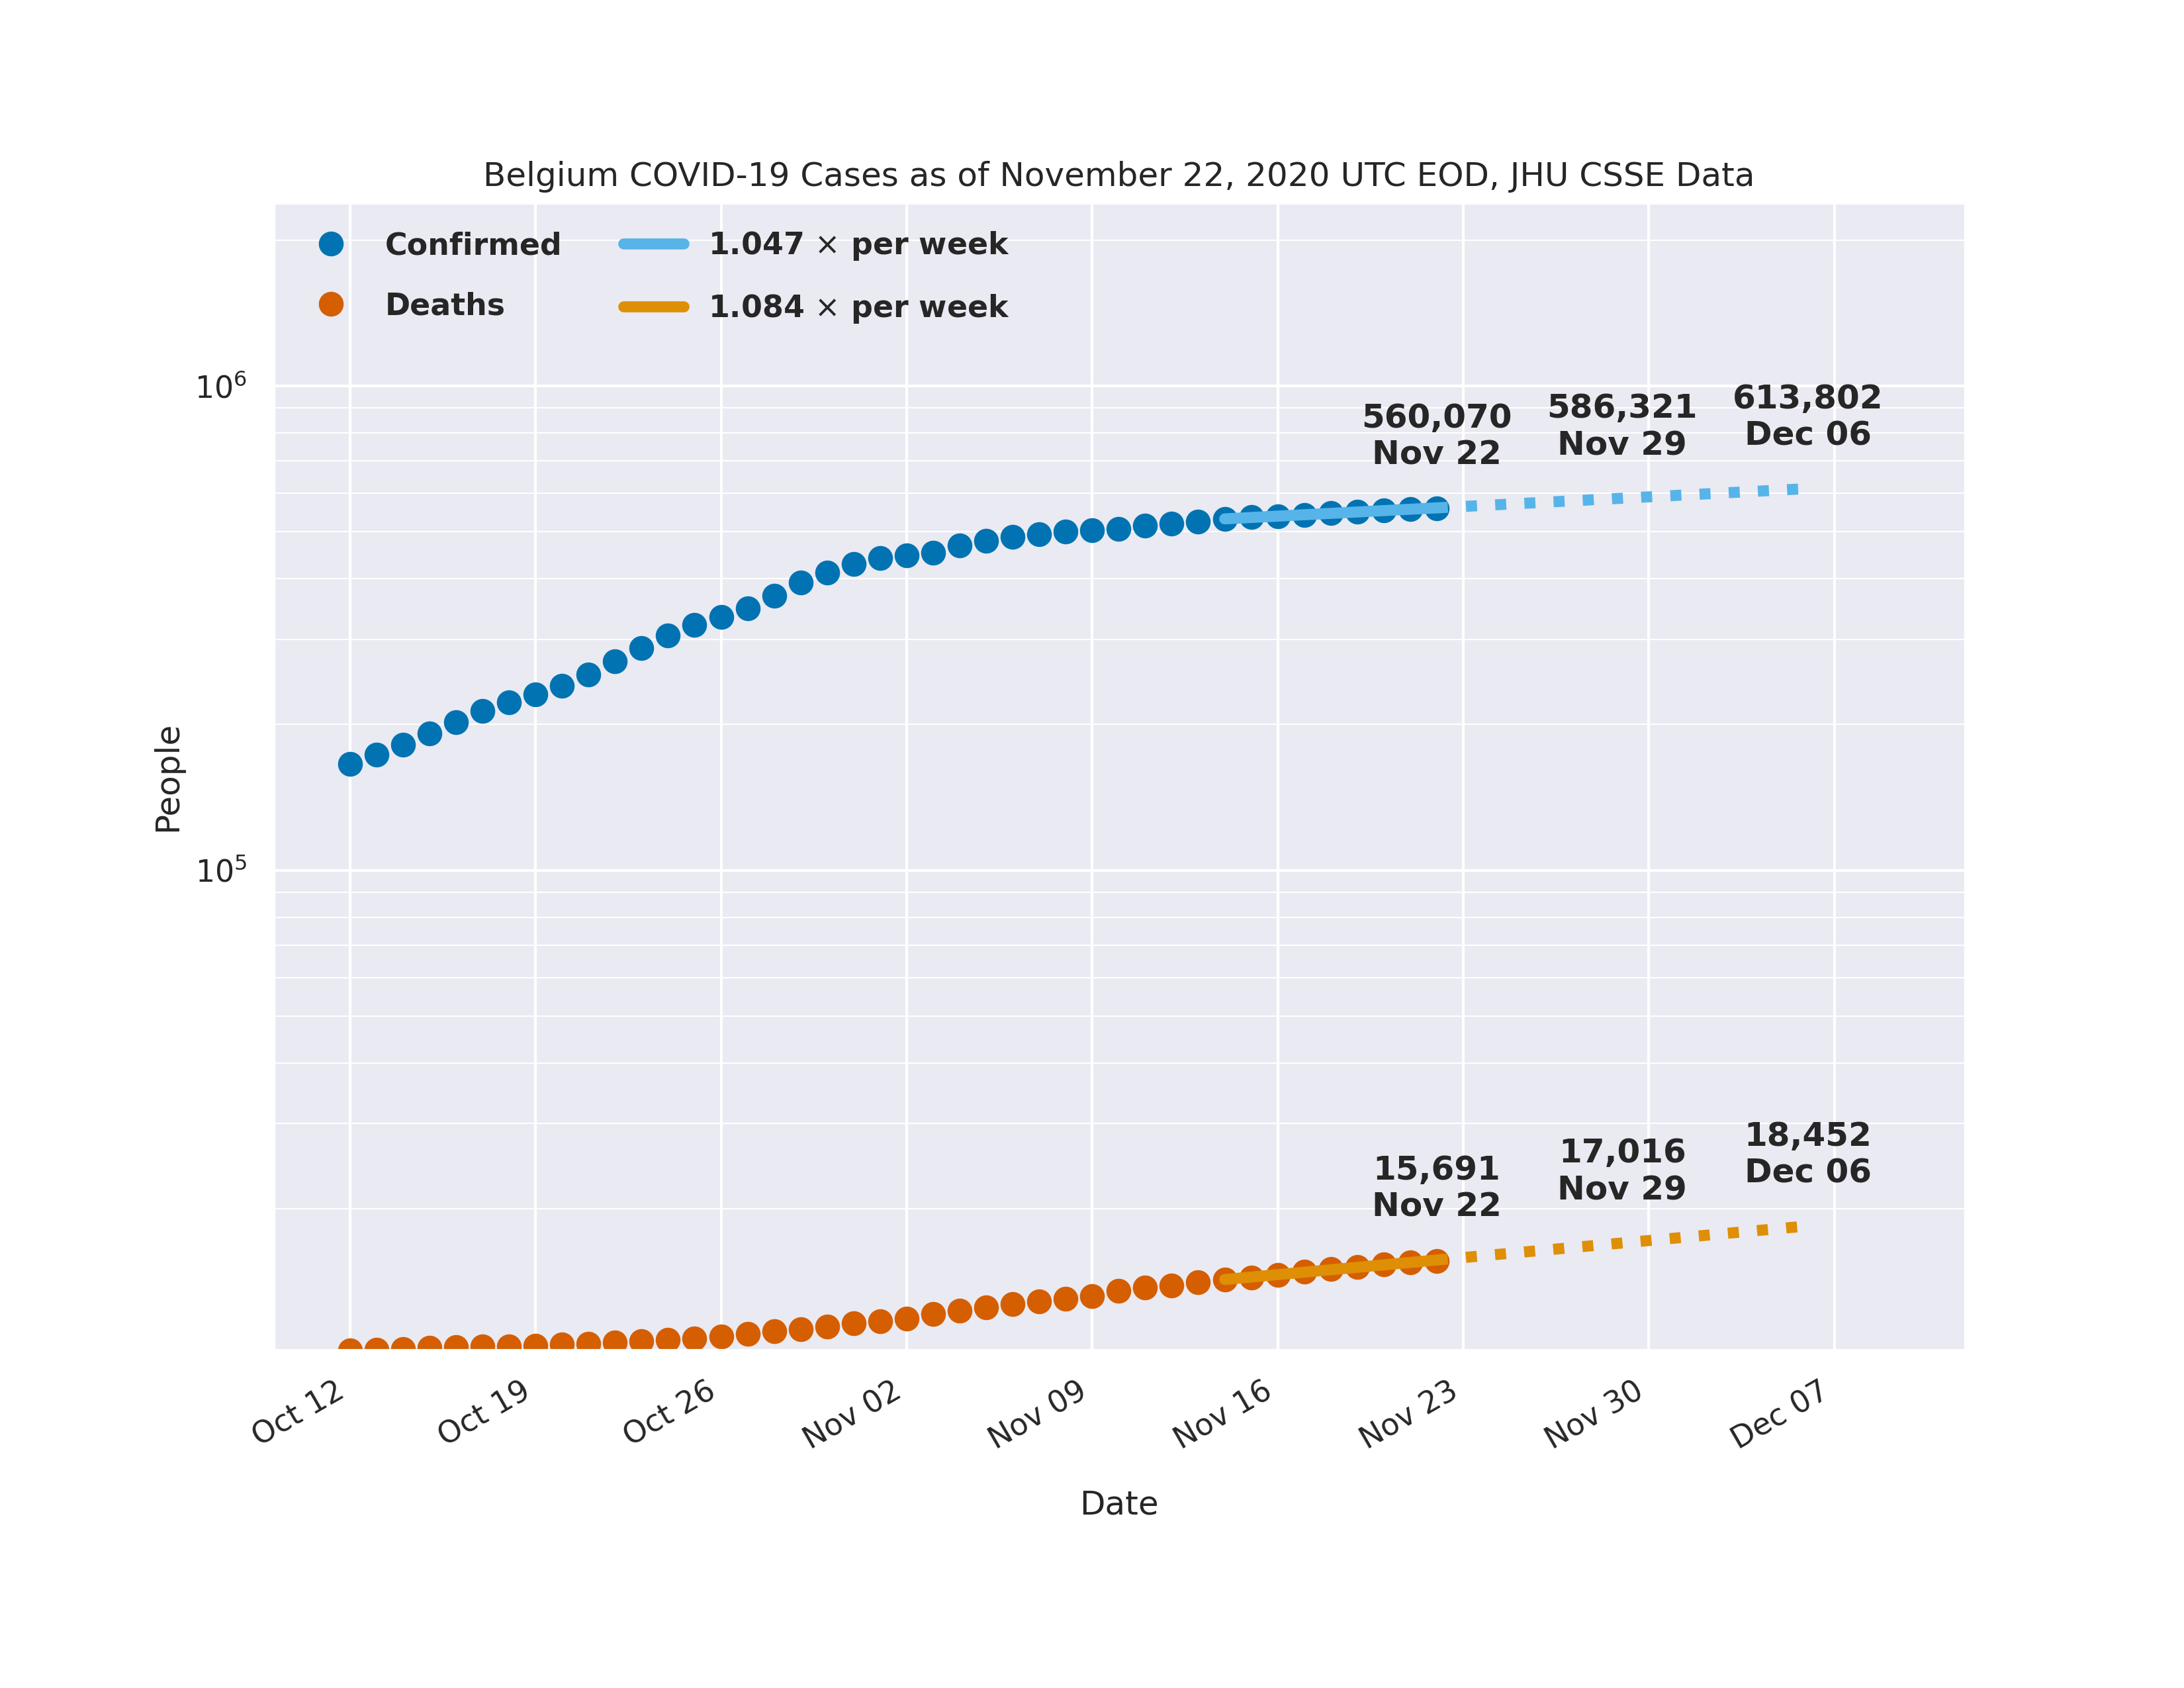 Belgium COVID-19 Cases as of November 22, 2020 UTC EOD, JHU CSSE Data
Confirmed
Deaths
1.047 × per week
1.084 × per week
10⁶
10⁵
People
560,070
Nov 22
586,321
Nov 29
613,802
Dec 06
15,691
Nov 22
17,016
Nov 29
18,452
Dec 06
Oct 12
Oct 19
Oct 26
Nov 02
Nov 09
Nov 16
Nov 23
Nov 30
Dec 07
Date